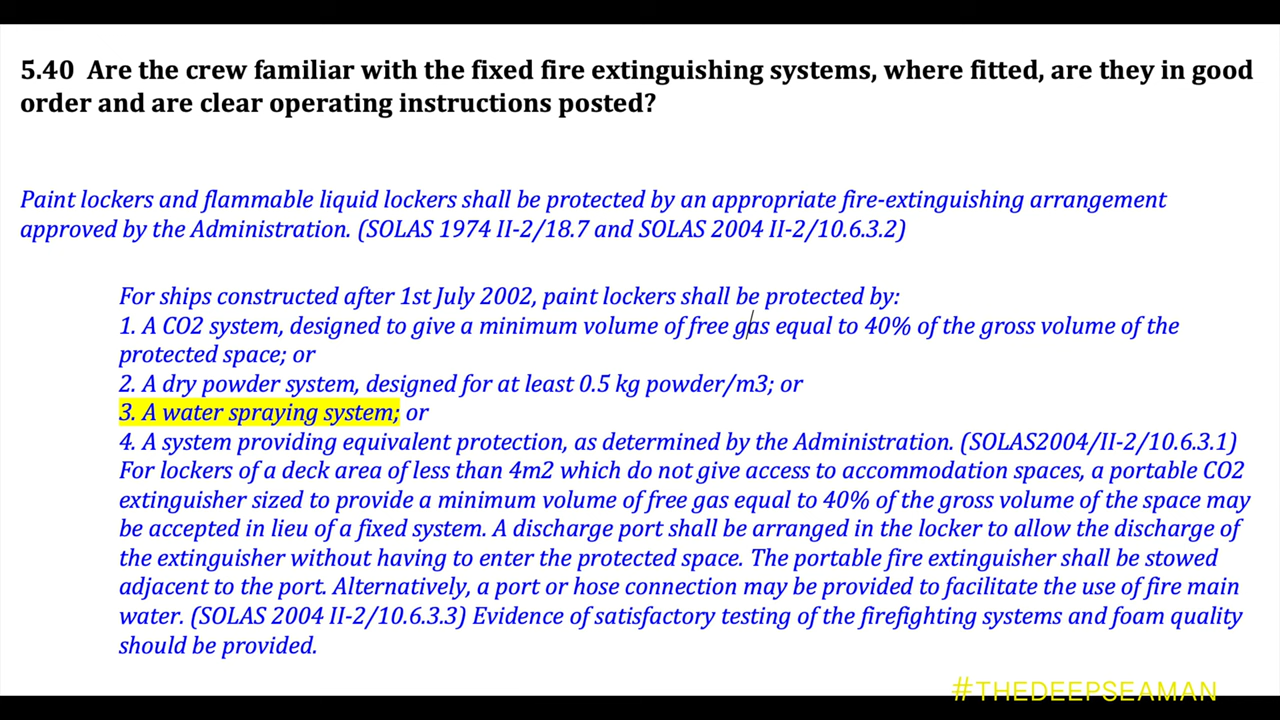 5.40 Are the crew familiar with the fixed fire extinguishing systems, where fitted, are they in good
order and are clear operating instructions posted?
Paint lockers and flammable liquid lockers shall be protected by an appropriate fire-extinguishing arrangement
approved by the Administration. (SOLAS 1974 II-2/18.7 and SOLAS 2004 II-2/10.6.3.2)
For ships constructed after 1st July 2002, paint lockers shall be protected by:
1. A CO2 system, designed to give a minimum volume of free gas equal to 40% of the gross volume of the
protected space; or
2. A dry powder system, designed for at least 0.5 kg powder/m3; or
3. A water spraying system; or
4. A system providing equivalent protection, as determined by the Administration. (SOLAS2004/II-2/10.6.3.1)
For lockers of a deck area of less than 4m2 which do not give access to accommodation spaces, a portable CO2
extinguisher sized to provide a minimum volume of free gas equal to 40% of the gross volume of the space may
be accepted in lieu of a fixed system. A discharge port shall be arranged in the locker to allow the discharge of
the extinguisher without having to enter the protected space. The portable fire extinguisher shall be stowed
adjacent to the port. Alternatively, a port or hose connection may be provided to facilitate the use of fire main
water. (SOLAS 2004 II-2/10.6.3.3) Evidence of satisfactory testing of the firefighting systems and foam quality
should be provided.
#THEDEEPSEAMAN